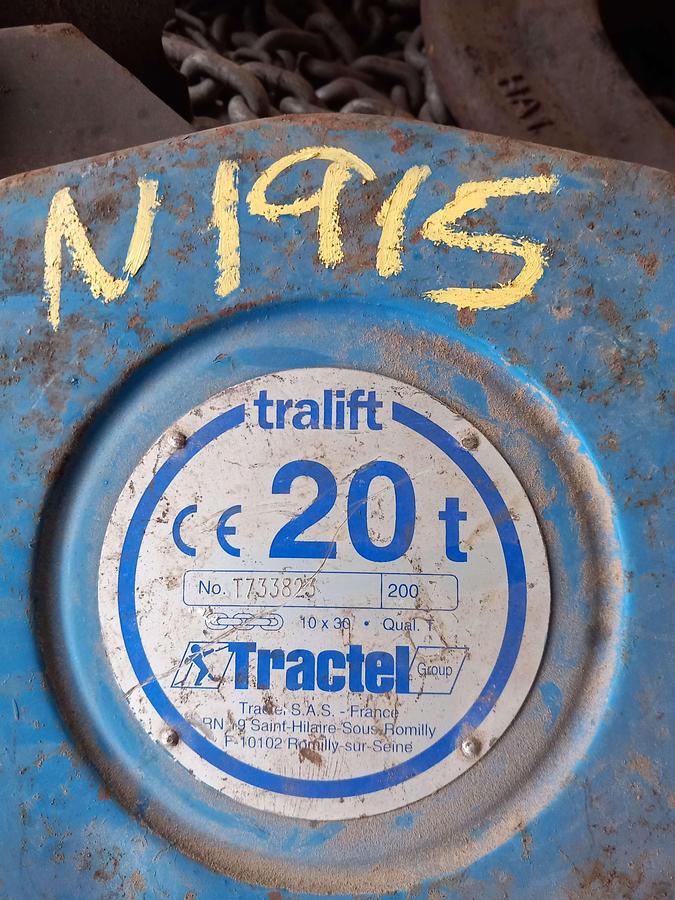 HAT
N1915
tralift
CE 20 t
No. T733823 200
10 x 30 • Qual. T
Tractel Group
Tractel S.A.S. - France
RN 19 Saint-Hilaire-Sous-Romilly
F-10102 Romilly-sur-Seine